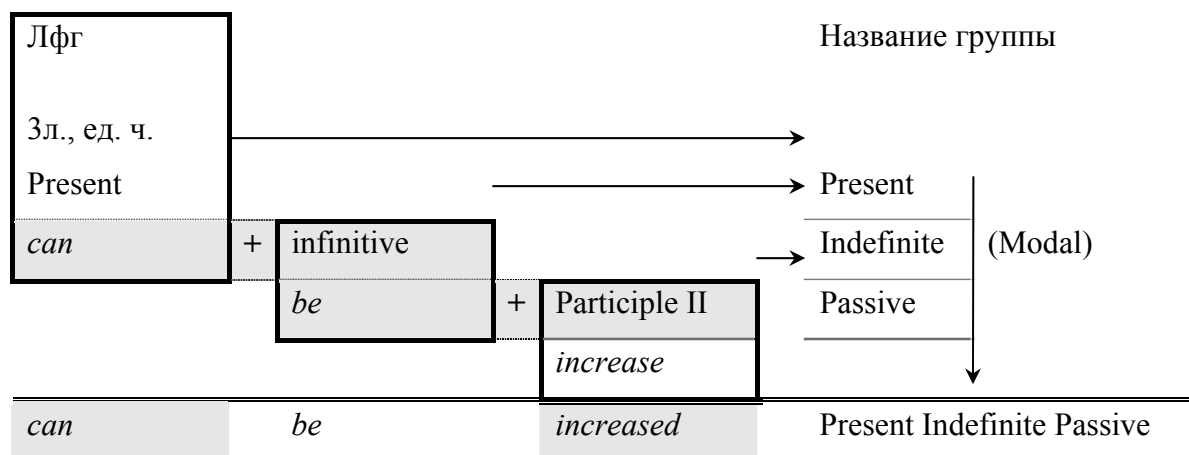 Лфг Название группы
3л., ед. ч.
Present Present
can + infinitive Indefinite (Modal)
be + Participle II Passive
increase
can be increased Present Indefinite Passive